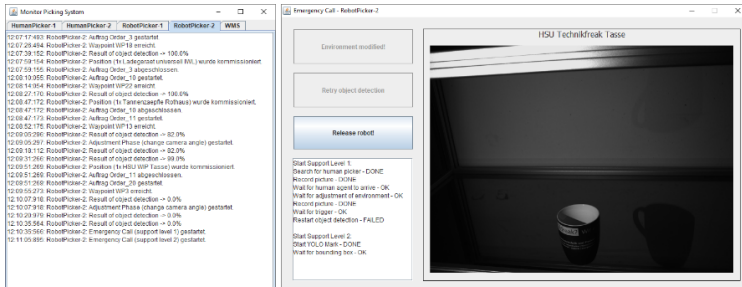 Monitor Picking System
HumanPicker-1 HumanPicker-2 RobotPicker-1 RobotPicker-2 WMS
12:07:17:493: RobotPicker-2: Auftrag Order_3 gestartet.
12:07:26:494: RobotPicker-2: Waypoint WP18 erreicht.
12:07:39:152: RobotPicker-2: Result of object detection -> 100.0%
12:07:59:154: RobotPicker-2: Position (1x Ladegeraet universell IWL) wurde kommissioniert.
12:07:59:155: RobotPicker-2: Auftrag Order_3 abgeschlossen.
12:08:10:055: RobotPicker-2: Auftrag Order_10 gestartet.
12:08:14:054: RobotPicker-2: Waypoint WP22 erreicht.
12:08:27:170: RobotPicker-2: Result of object detection -> 100.0%
12:08:47:172: RobotPicker-2: Position (1x Tannenzaepfle Rothaus) wurde kommissioniert.
12:08:47:172: RobotPicker-2: Auftrag Order_10 abgeschlossen.
12:08:47:173: RobotPicker-2: Auftrag Order_11 gestartet.
12:08:52:175: RobotPicker-2: Waypoint WP13 erreicht.
12:09:05:296: RobotPicker-2: Result of object detection -> 82.0%
12:09:05:297: RobotPicker-2: Adjustment Phase (change camera angle) gestartet.
12:09:18:112: RobotPicker-2: Result of object detection -> 82.0%
12:09:31:266: RobotPicker-2: Result of object detection -> 99.0%
12:09:51:269: RobotPicker-2: Position (1x HSU WIP Tasse) wurde kommissioniert.
12:09:51:269: RobotPicker-2: Auftrag Order_11 abgeschlossen.
12:09:51:269: RobotPicker-2: Auftrag Order_20 gestartet.
12:09:55:273: RobotPicker-2: Waypoint WP3 erreicht.
12:10:07:918: RobotPicker-2: Result of object detection -> 0.0%
12:10:07:918: RobotPicker-2: Adjustment Phase (change camera angle) gestartet.
12:10:20:979: RobotPicker-2: Result of object detection -> 0.0%
12:10:35:564: RobotPicker-2: Result of object detection -> 0.0%
12:10:35:566: RobotPicker-2: Emergency Call (support level 1) gestartet.
12:11:05:895: RobotPicker-2: Emergency Call (support level 2) gestartet.
Emergency Call - RobotPicker-2
Environment modified!
Retry object detection
Release robot!
Start Support Level 1:
Search for human picker - DONE
Record picture - DONE
Wait for human agent to arrive - OK
Wait for adjustment of environment - OK
Record picture - DONE
Wait for trigger - OK
Restart object detection - FAILED
Start Support Level 2:
Start YOLO Mark - DONE
Wait for bounding box - OK
HSU Technikfreak Tasse